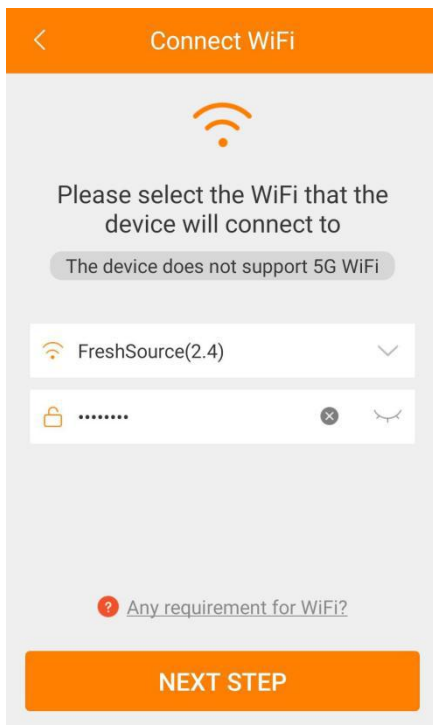 Connect WiFi
Please select the WiFi that the
device will connect to
The device does not support 5G WiFi
FreshSource(2.4)
••••••••
? Any requirement for WiFi?
NEXT STEP